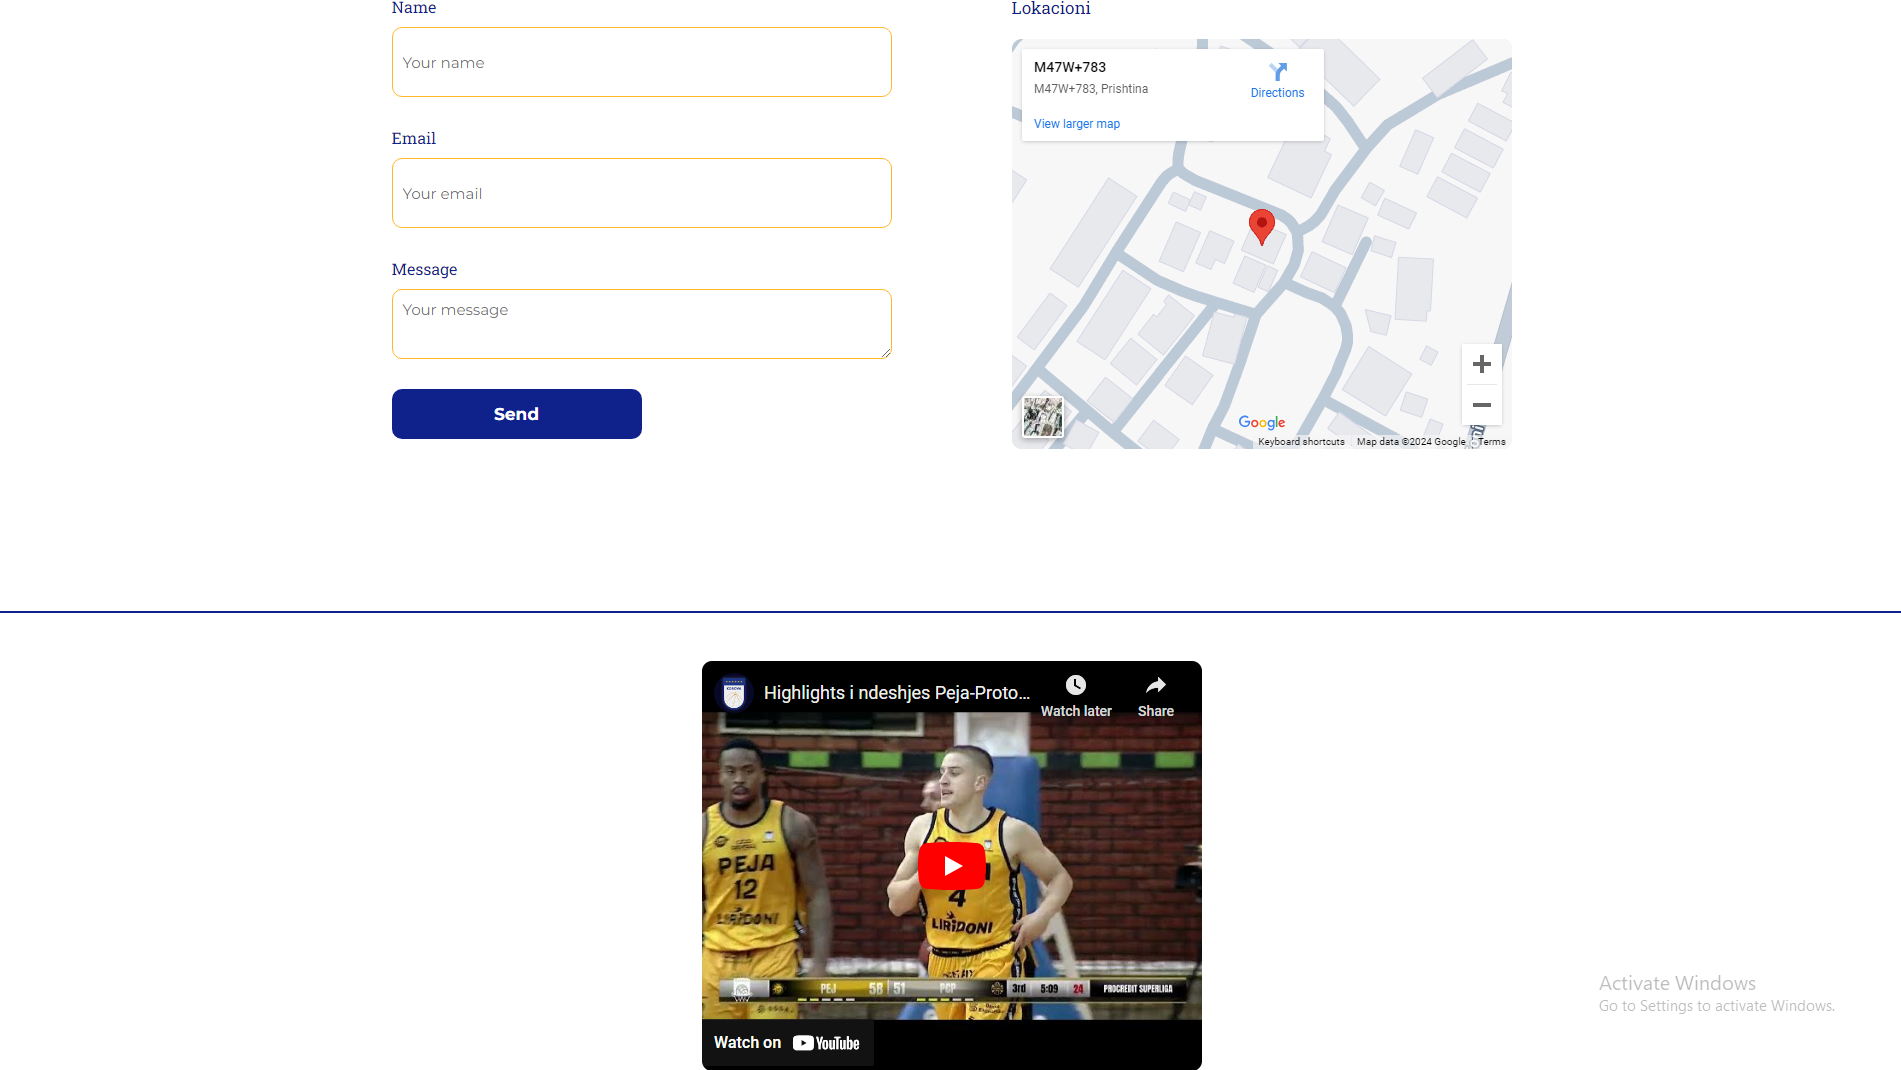 Name
Your name
Email
Your email
Message
Your message
Send
Lokacioni
M47W+783
M47W+783, Prishtina
Directions
View larger map
Google
Keyboard shortcuts
Map data ©2024 Google
Terms
Highlights i ndeshjes Peja-Proto...
Watch later
Share
PEJA
12
LIRIDONI
4
LIRIDONI
PEJ 58 51 PCP 3rd 5:09 24 PROCREDIT SUPERLIGA
Watch on YouTube
Activate Windows
Go to Settings to activate Windows.